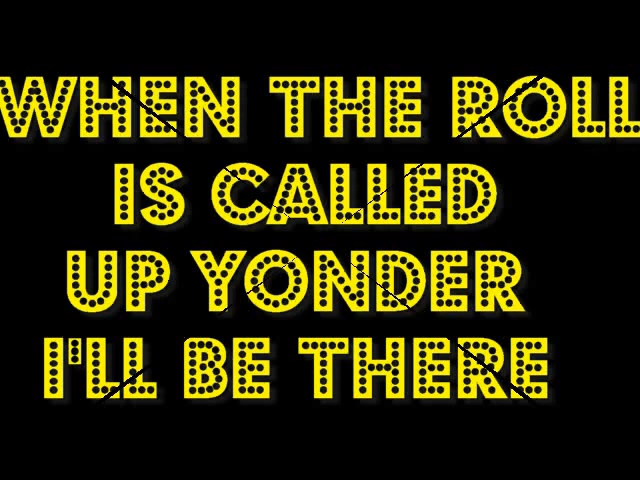 WHEN THE ROLL
IS CALLED
UP YONDER
I'LL BE THERE